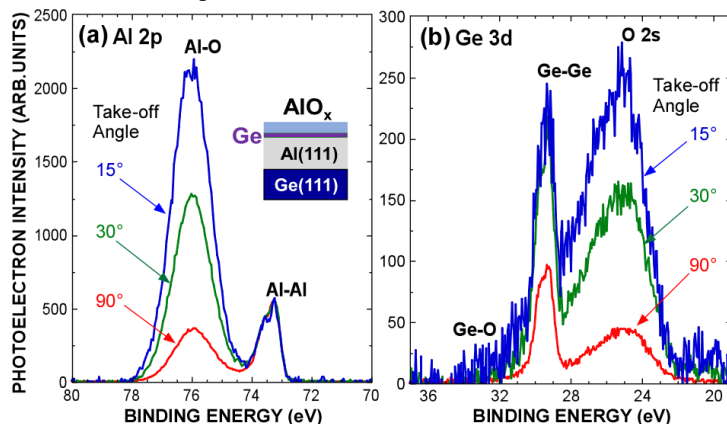 (a) Al 2p
Al-O
Take-off
Angle
15°
30°
90°
Al-Al
AlOx
Ge
Al(111)
Ge(111)
PHOTOELECTRON INTENSITY (ARB.UNITS)
2500
2000
1500
1000
500
0
80 78 76 74 72 70
BINDING ENERGY (eV)
(b) Ge 3d
O 2s
Ge-Ge
Take-off
Angle
15°
30°
90°
Ge-O
300
250
200
150
100
50
0
36 32 28 24 20
BINDING ENERGY (eV)